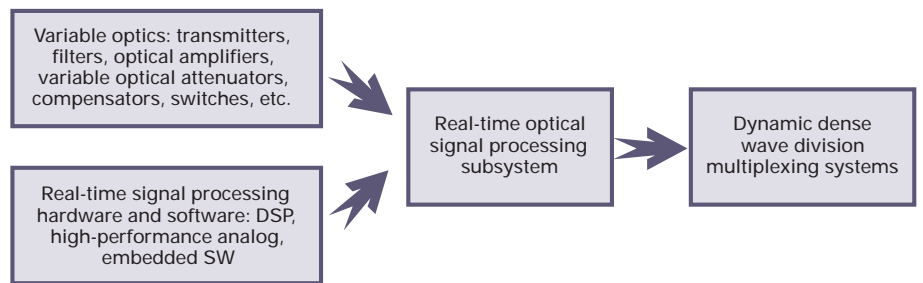 Variable optics: transmitters,
filters, optical amplifiers,
variable optical attenuators,
compensators, switches, etc.
Real-time signal processing
hardware and software: DSP,
high-performance analog,
embedded SW
Real-time optical
signal processing
subsystem
Dynamic dense
wave division
multiplexing systems